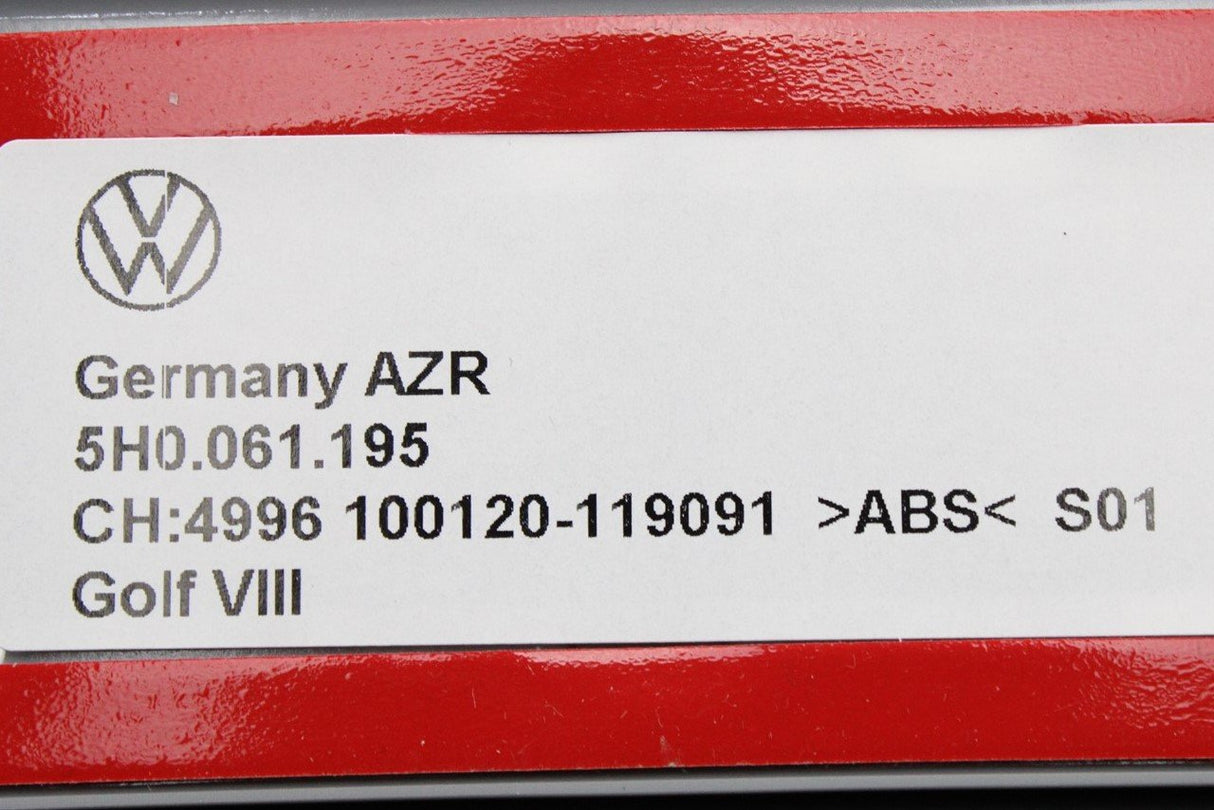 Germany AZR
5H0.061.195
CH:4996 100120-119091 >ABS< S01
Golf VIII